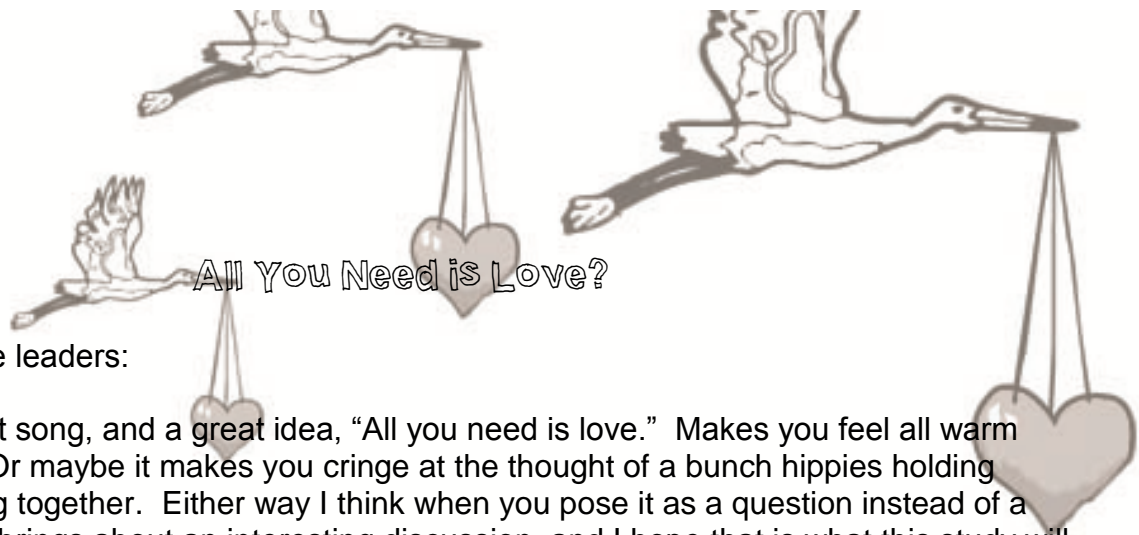 All You Need is Love?
leaders:
song, and a great idea, “All you need is love.” Makes you feel all warm
Or maybe it makes you cringe at the thought of a bunch hippies holding
together. Either way I think when you pose it as a question instead of a
brings about an interesting discussion, and I hope that is what this study will